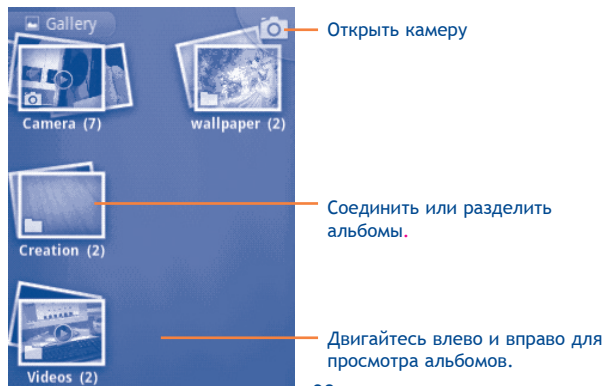 Gallery
Открыть камеру
Camera (7)
wallpaper (2)
Соединить или разделить
альбомы.
Creation (2)
Двигайтесь влево и вправо для
просмотра альбомов.
Videos (2)